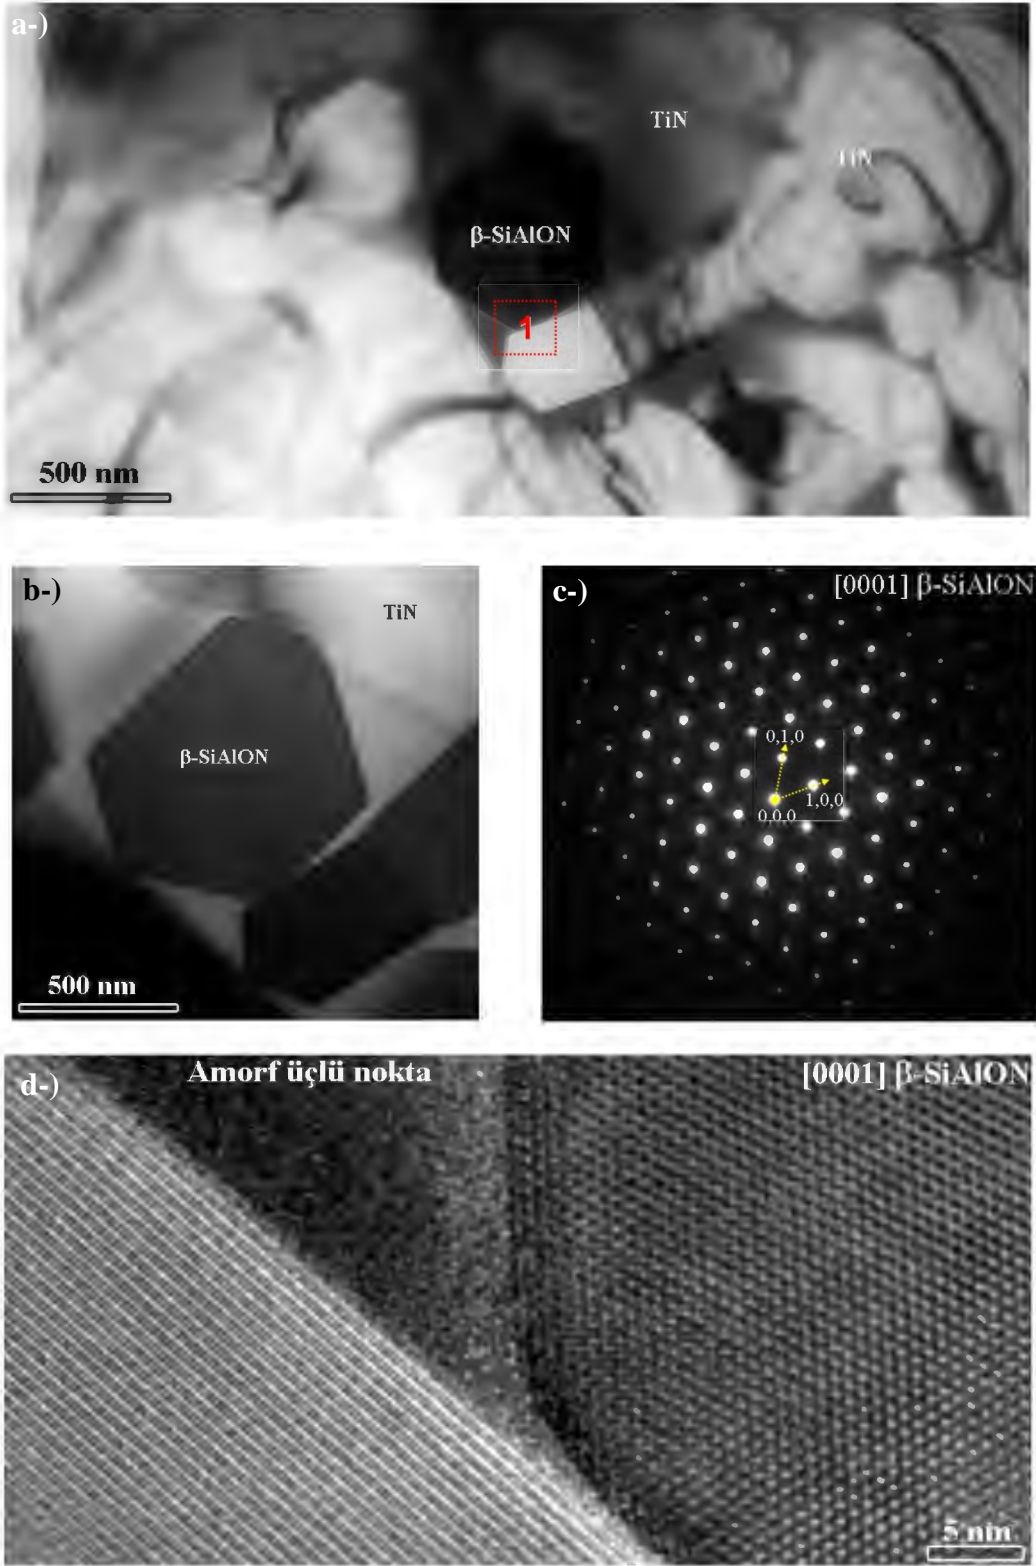 a-)
TiN
TiN
β-SiAlON
1
500 nm
b-)
TiN
β-SiAlON
500 nm
c-)
[0001] β-SiAlON
0,1,0
1,0,0
0,0,0
d-)
Amorf üçlü nokta
[0001] β-SiAlON
5 nm